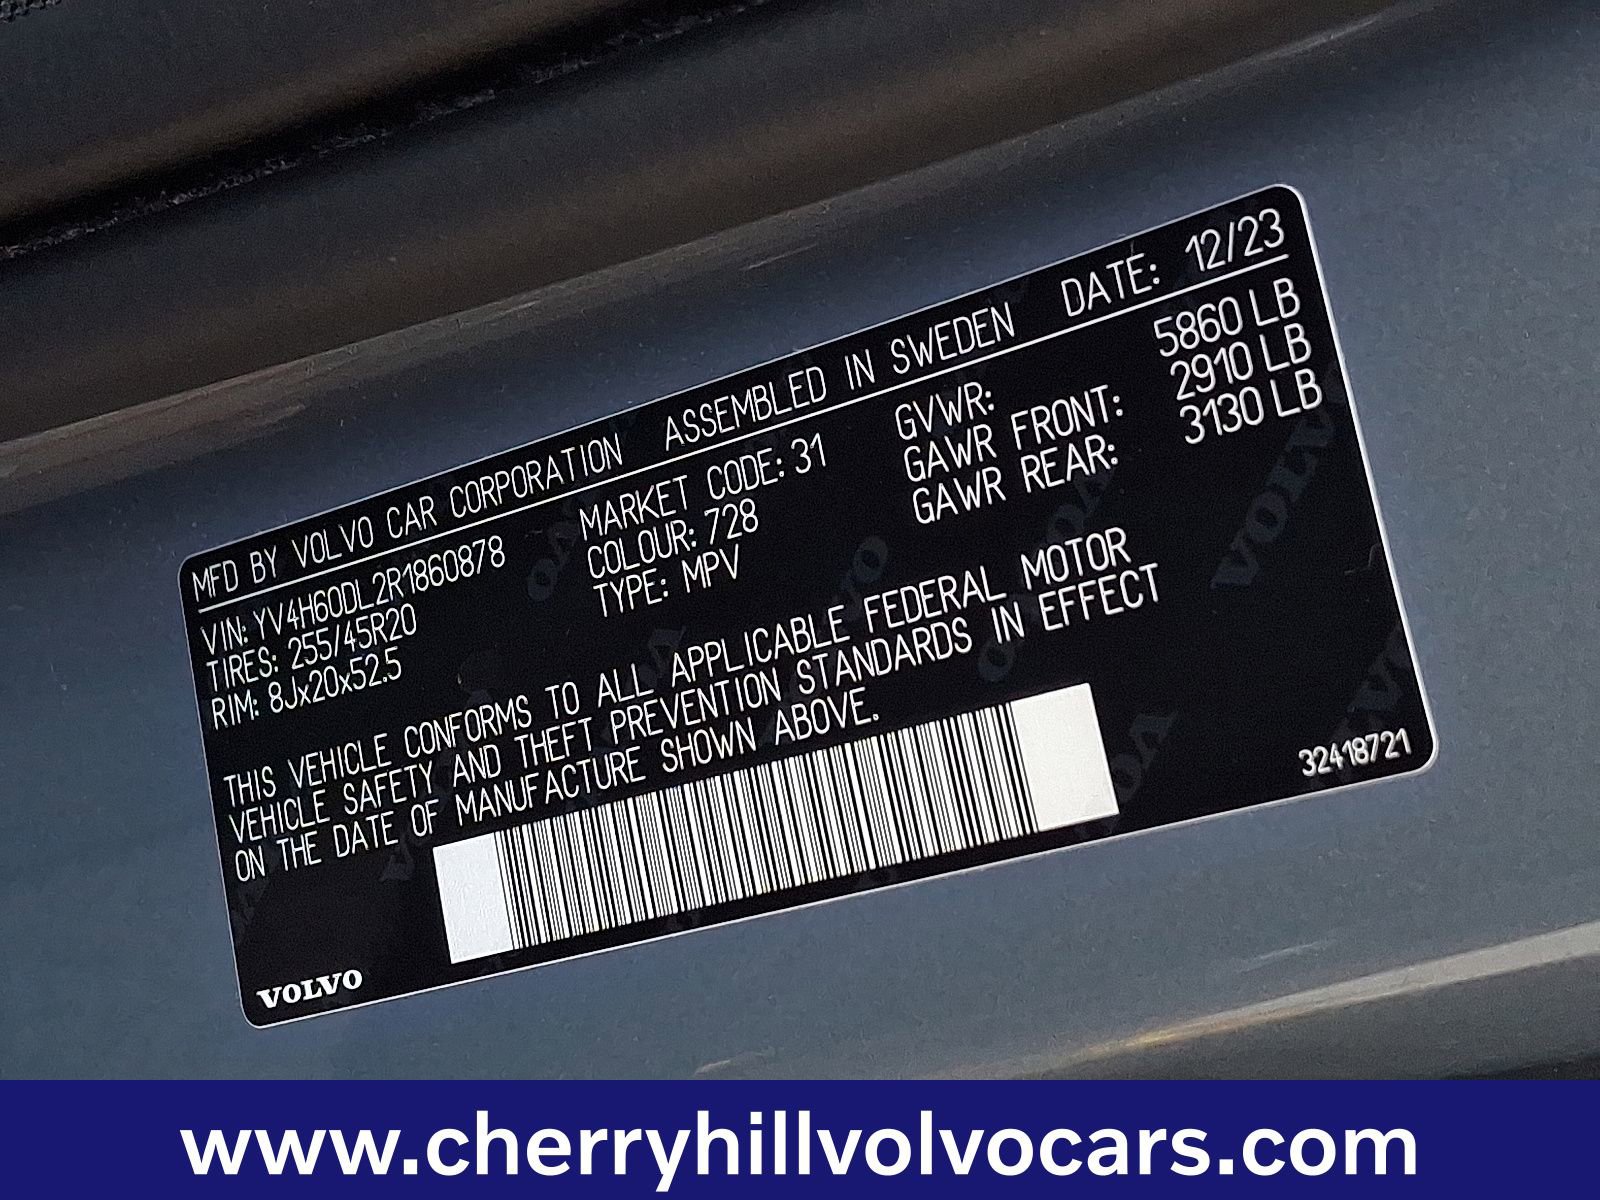 MFD BY VOLVO CAR CORPORATION ASSEMBLED IN SWEDEN DATE: 12/23
VIN: YV4H60DL2R1860878 MARKET CODE: 31 GVWR: 5860 LB
TIRES: 255/45R20 COLOUR: 728 GAWR FRONT: 2910 LB
RIM: 8Jx20x52.5 TYPE: MPV GAWR REAR: 3130 LB
THIS VEHICLE CONFORMS TO ALL APPLICABLE FEDERAL MOTOR
VEHICLE SAFETY AND THEFT PREVENTION STANDARDS IN EFFECT
ON THE DATE OF MANUFACTURE SHOWN ABOVE.
32418721
VOLVO
www.cherryhillvolvocars.com